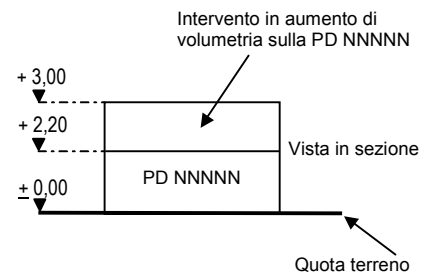 Intervento in aumento di
volumetria sulla PD NNNNN
+ 3,00
+ 2,20
Vista in sezione
PD NNNNN
± 0,00
Quota terreno